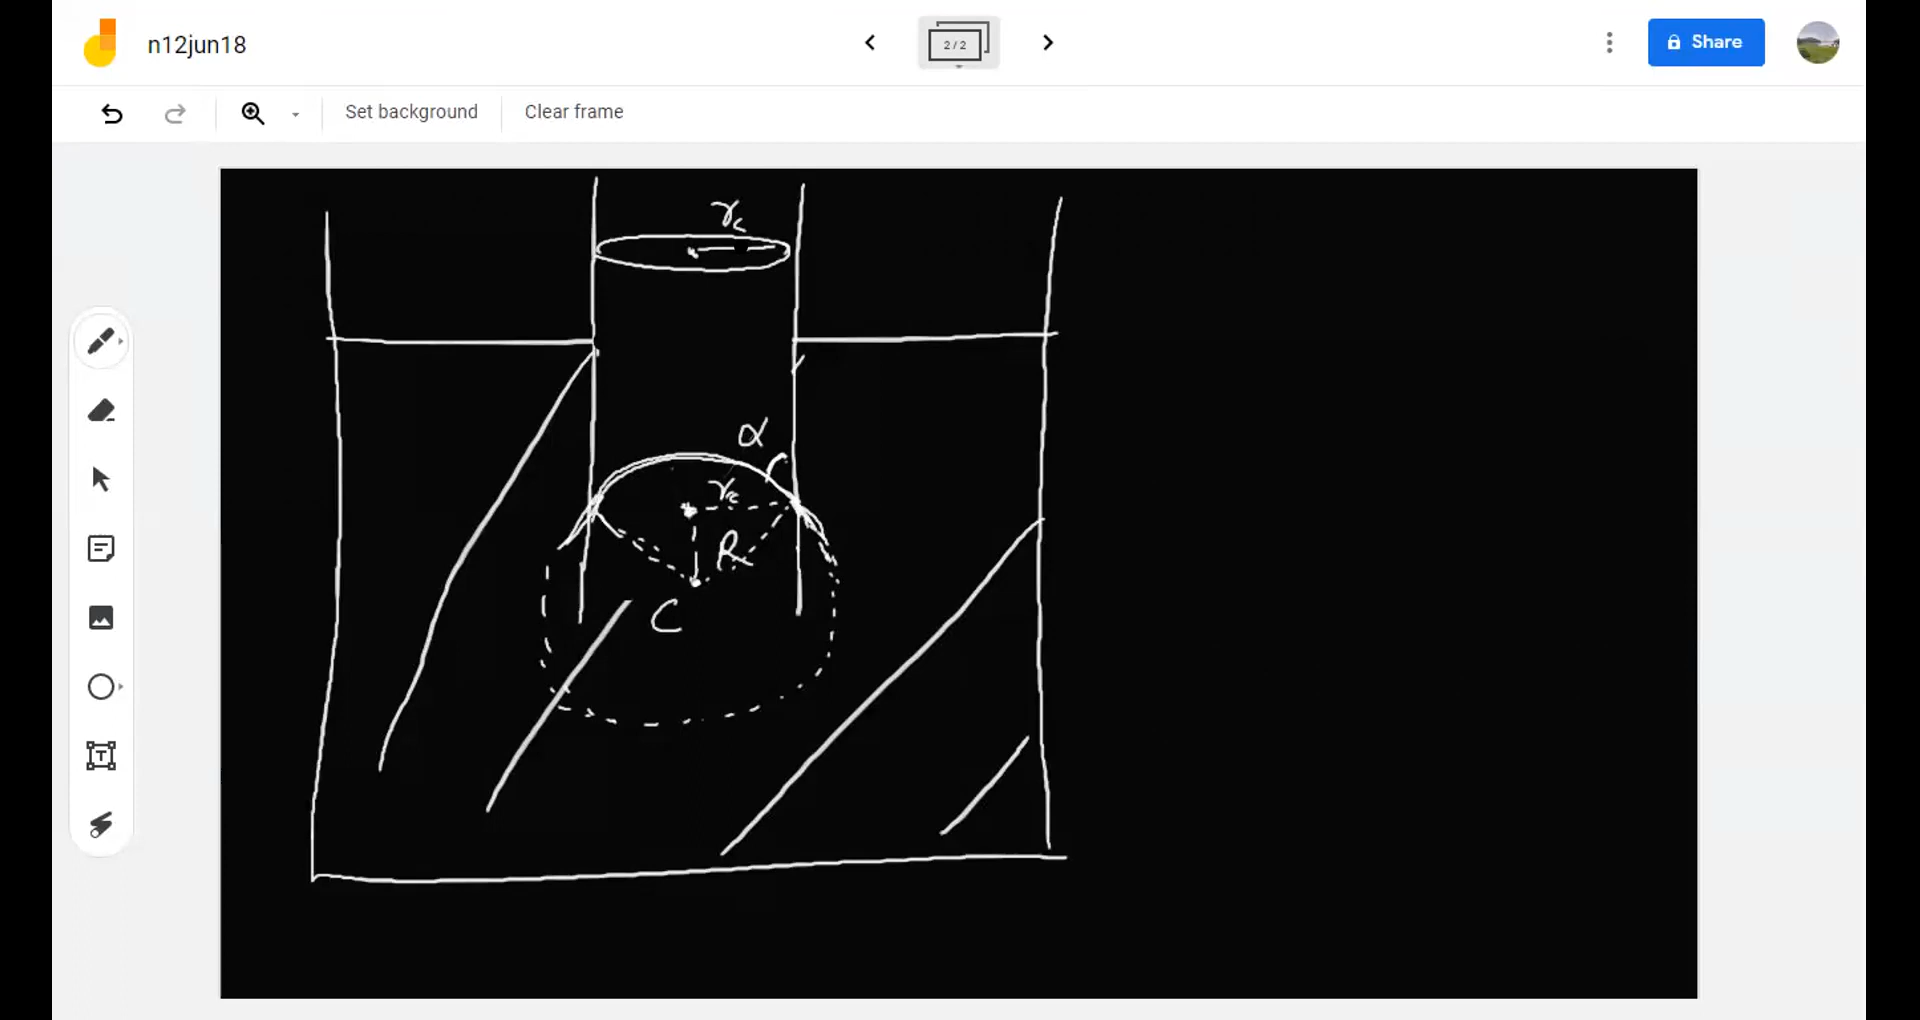 n12jun18
2/2
Share
Set background
Clear frame
r_c
α
r_c
R
C
T